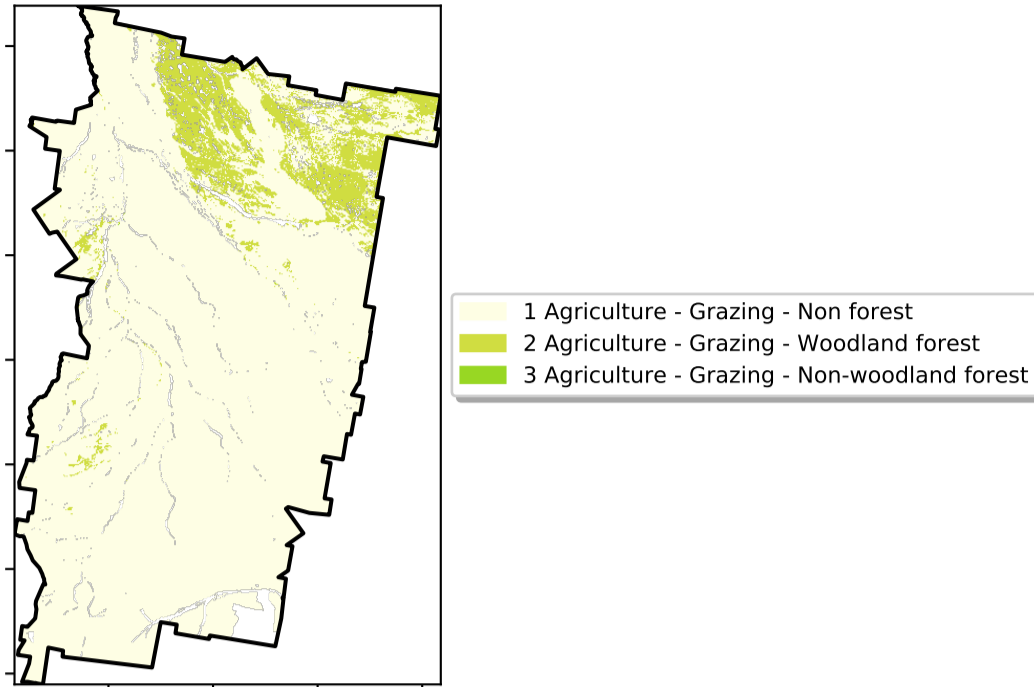 1 Agriculture - Grazing - Non forest
2 Agriculture - Grazing - Woodland forest
3 Agriculture - Grazing - Non-woodland forest